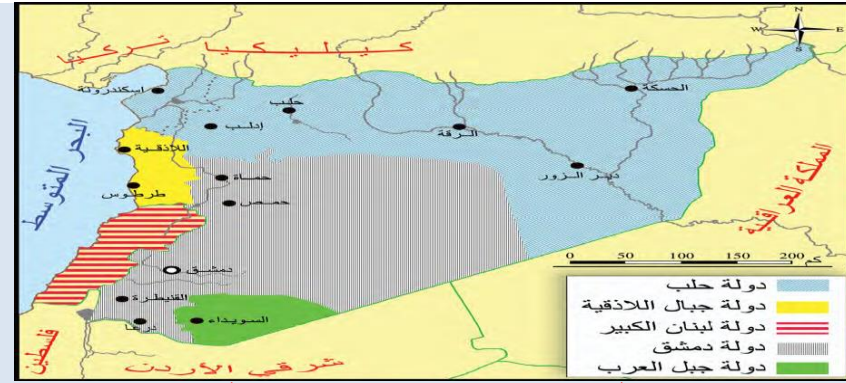 N
W E
S
تركيا
كيليكيا
اسكندرونة
حلب
الحسكة
إدلب
الرقة
البحر المتوسط
اللاذقية
دير الزور
المملكة العراقية
حماة
طرطوس
حمص
دمشق
القنيطرة
السويداء
درعا
فلسطين
شرقي الأردن
0 50 100 150 200 كم
دولة حلب
دولة جبال اللاذقية
دولة لبنان الكبير
دولة دمشق
دولة جبل العرب